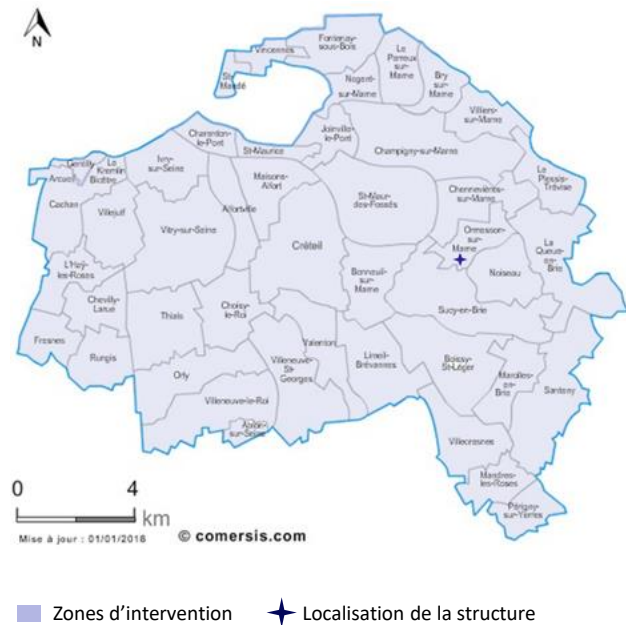 N
Fontenay-
sous-Bois
Vincennes
Le
Perreux
sur-
Marne
Bry
sur-
Marne
St-
Mandé
Nogent
-sur-Marne
Villiers-
sur-Marne
Charenton-
le-Pont
St-Maurice
Joinville-
le-Pont
Champigny-sur-Marne
Le Plessis-
Trévise
Gentilly
Le
Kremlin
Bicêtre
Ivry-
sur-Seine
Arcueil
Maisons-
Alfort
St-Maur-
des-Fossés
Chennevières-
sur-Marne
Cachan
Villejuif
Alfortville
Vitry-sur-Seine
Créteil
Ormesson-
sur-
Marne
La
Queue-
en-
Brie
Noiseau
L'Haÿ-
les-Roses
Bonneuil-
sur-
Marne
Chevilly-
Larue
Thiais
Choisy-
le-Roi
Sucy-en-Brie
Fresnes
Rungis
Valenton
Villeneuve-
St-
Georges
Limeil-
Brévannes
Boissy-
St-Léger
Marolles-
en-
Brie
Santeny
Orly
Villeneuve-le-Roi
Ablon-
sur-Seine
Villecresnes
Mandres-
les-Roses
Périgny-
sur-Yerres
0 4
km
Mise à jour : 01/01/2018 © comersis.com
Zones d'intervention Localisation de la structure